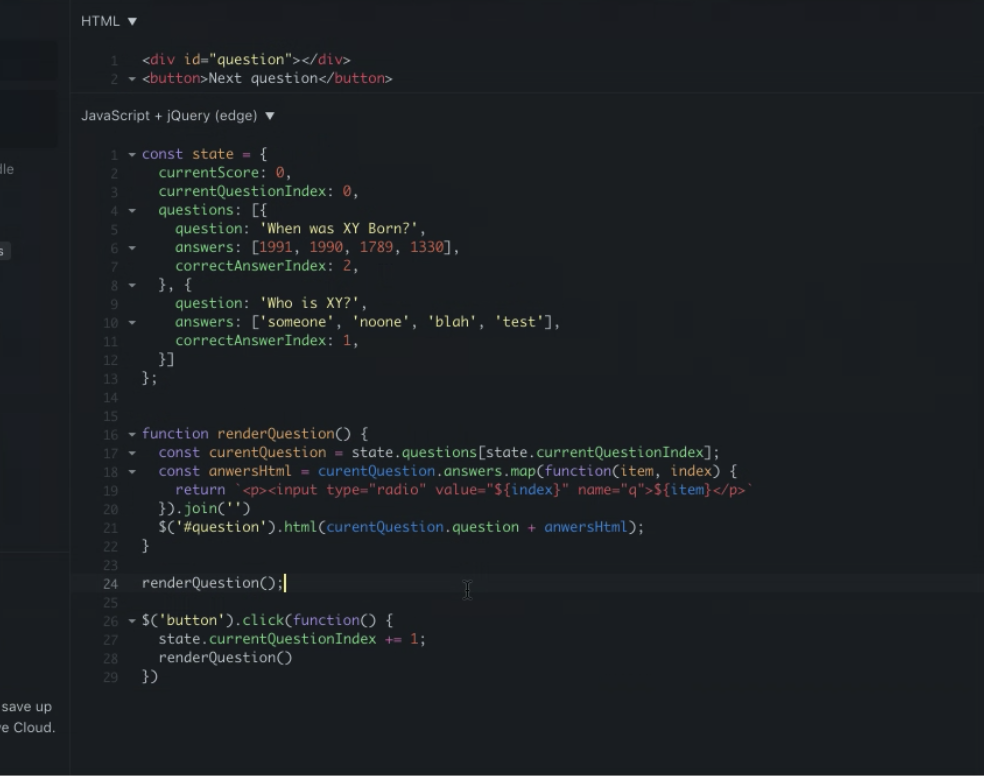 HTML ▼
1 <div id="question"></div>
2 <button>Next question</button>
JavaScript + jQuery (edge) ▼
1 const state = {
2 currentScore: 0,
3 currentQuestionIndex: 0,
4 questions: [{
5 question: 'When was XY Born?',
6 answers: [1991, 1990, 1789, 1330],
7 correctAnswerIndex: 2,
8 }, {
9 question: 'Who is XY?',
10 answers: ['someone', 'noone', 'blah', 'test'],
11 correctAnswerIndex: 1,
12 }]
13 };
14
15
16 function renderQuestion() {
17 const curentQuestion = state.questions[state.currentQuestionIndex];
18 const anwersHtml = curentQuestion.answers.map(function(item, index) {
19 return `<p><input type="radio" value="${index}" name="q">${item}</p>`
20 }).join('')
21 $('#question').html(curentQuestion.question + anwersHtml);
22 }
23
24 renderQuestion();
25
26 $('button').click(function() {
27 state.currentQuestionIndex += 1;
28 renderQuestion()
29 })
dle
s
save up
e Cloud.